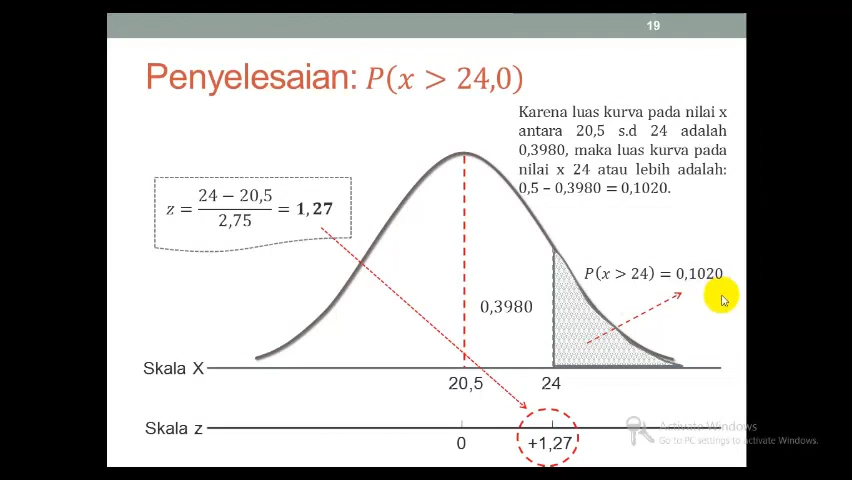 19
Penyelesaian: P(x > 24,0)
Karena luas kurva pada nilai x
antara 20,5 s.d 24 adalah
0,3980, maka luas kurva pada
nilai x 24 atau lebih adalah:
0,5 – 0,3980 = 0,1020.
z = (24 − 20,5)/2,75 = 1,27
P(x > 24) = 0,1020
0,3980
Skala X
20,5 24
Skala z
0 +1,27
Activate Windows
Go to PC settings to activate Windows.